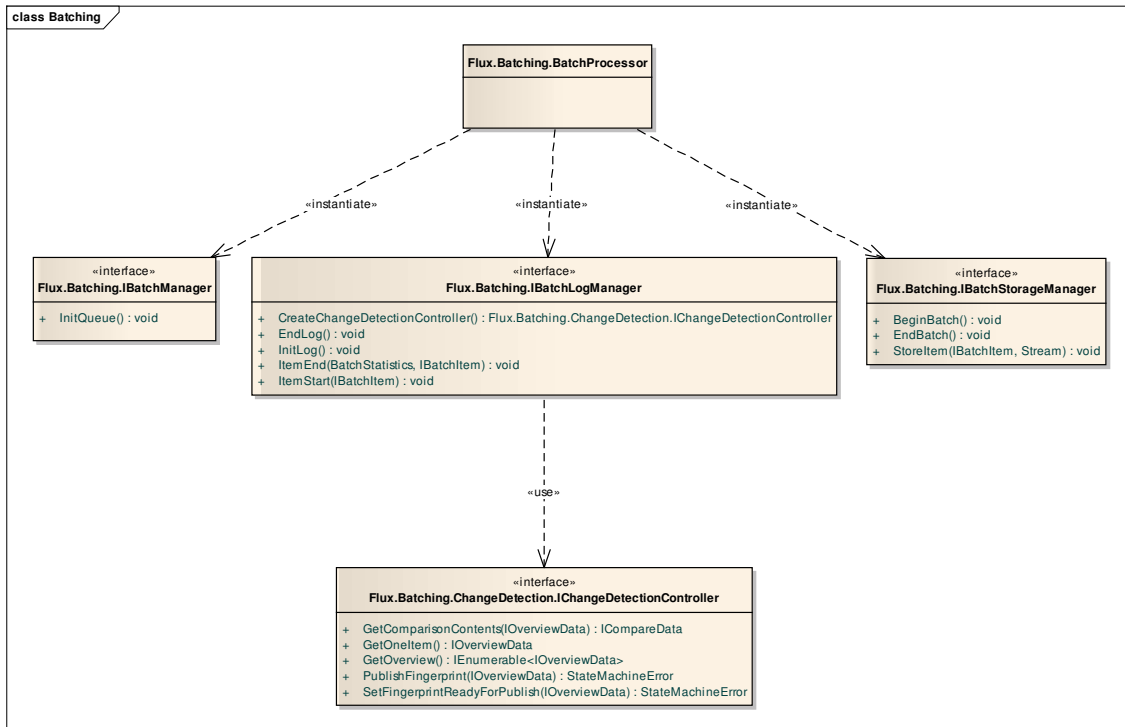 class Batching
Flux.Batching.BatchProcessor
«instantiate»
«instantiate»
«instantiate»
«interface»
Flux.Batching.IBatchManager
+ InitQueue() : void
«interface»
Flux.Batching.IBatchLogManager
+ CreateChangeDetectionController() : Flux.Batching.ChangeDetection.IChangeDetectionController
+ EndLog() : void
+ InitLog() : void
+ ItemEnd(BatchStatistics, IBatchItem) : void
+ ItemStart(IBatchItem) : void
«interface»
Flux.Batching.IBatchStorageManager
+ BeginBatch() : void
+ EndBatch() : void
+ StoreItem(IBatchItem, Stream) : void
«use»
«interface»
Flux.Batching.ChangeDetection.IChangeDetectionController
+ GetComparisonContents(IOverviewData) : ICompareData
+ GetOneItem() : IOverviewData
+ GetOverview() : IEnumerable<IOverviewData>
+ PublishFingerprint(IOverviewData) : StateMachineError
+ SetFingerprintReadyForPublish(IOverviewData) : StateMachineError